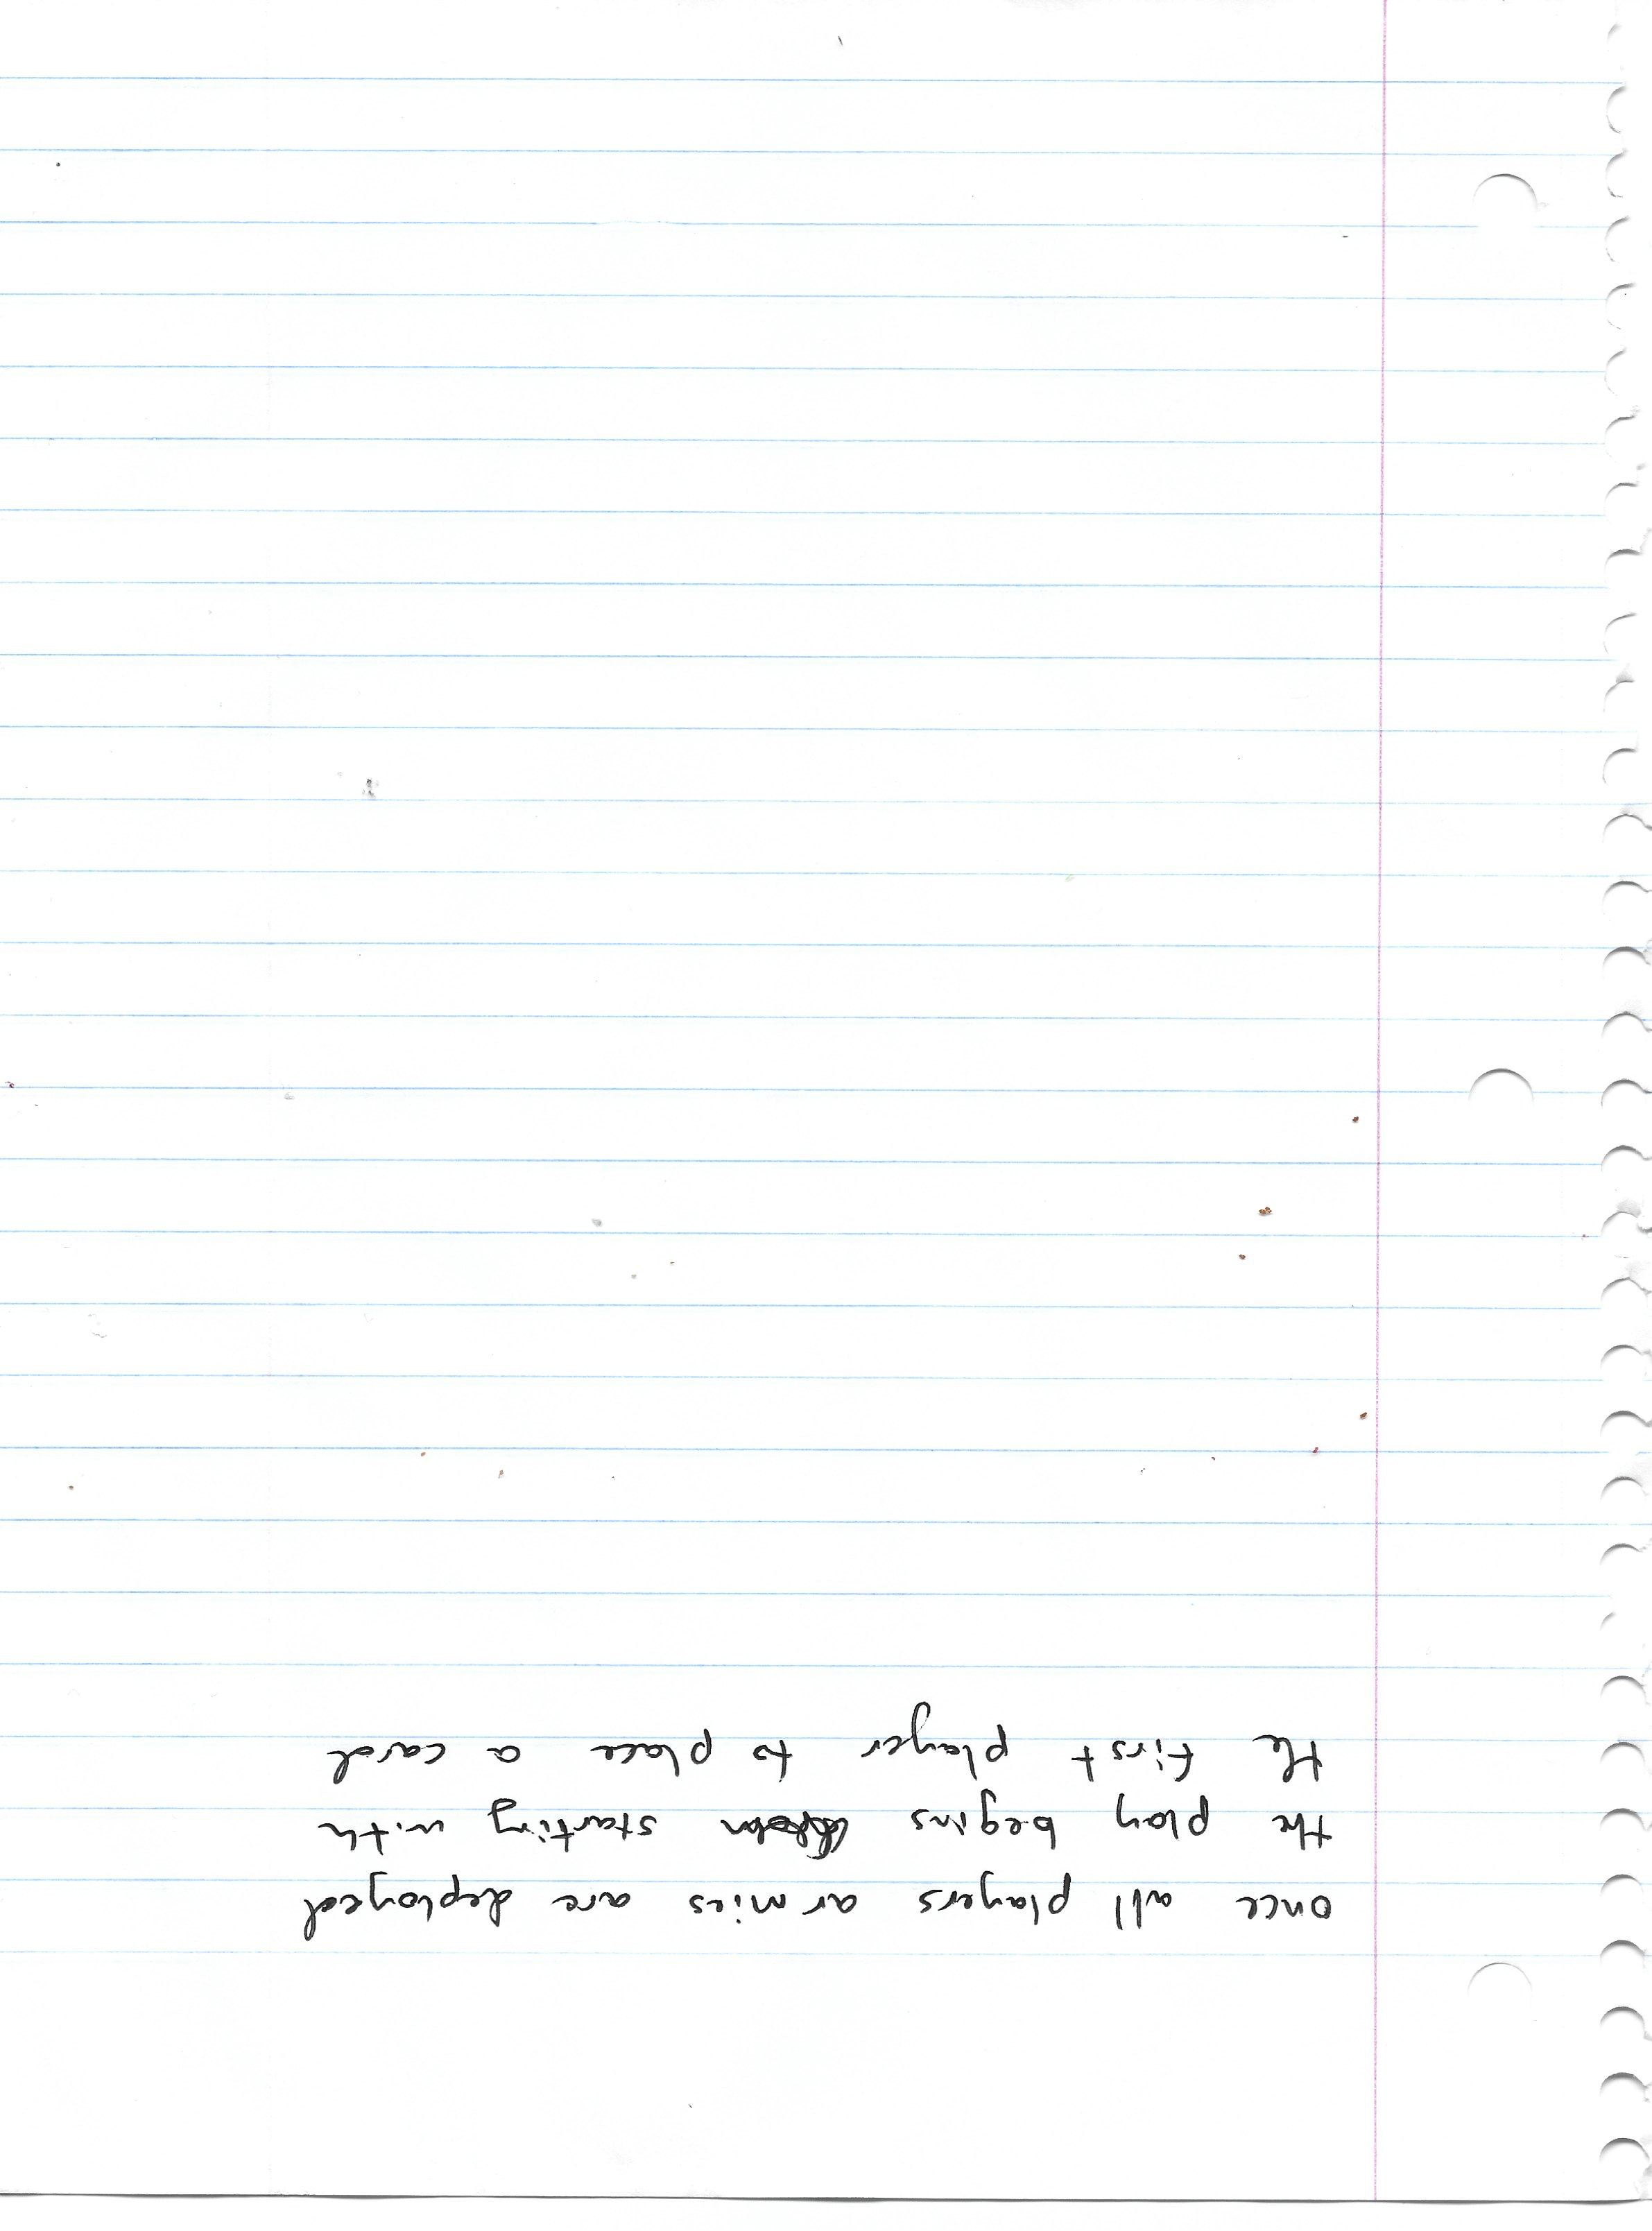 once all players armies are deployed
the play begins starting with
the first player to place a card